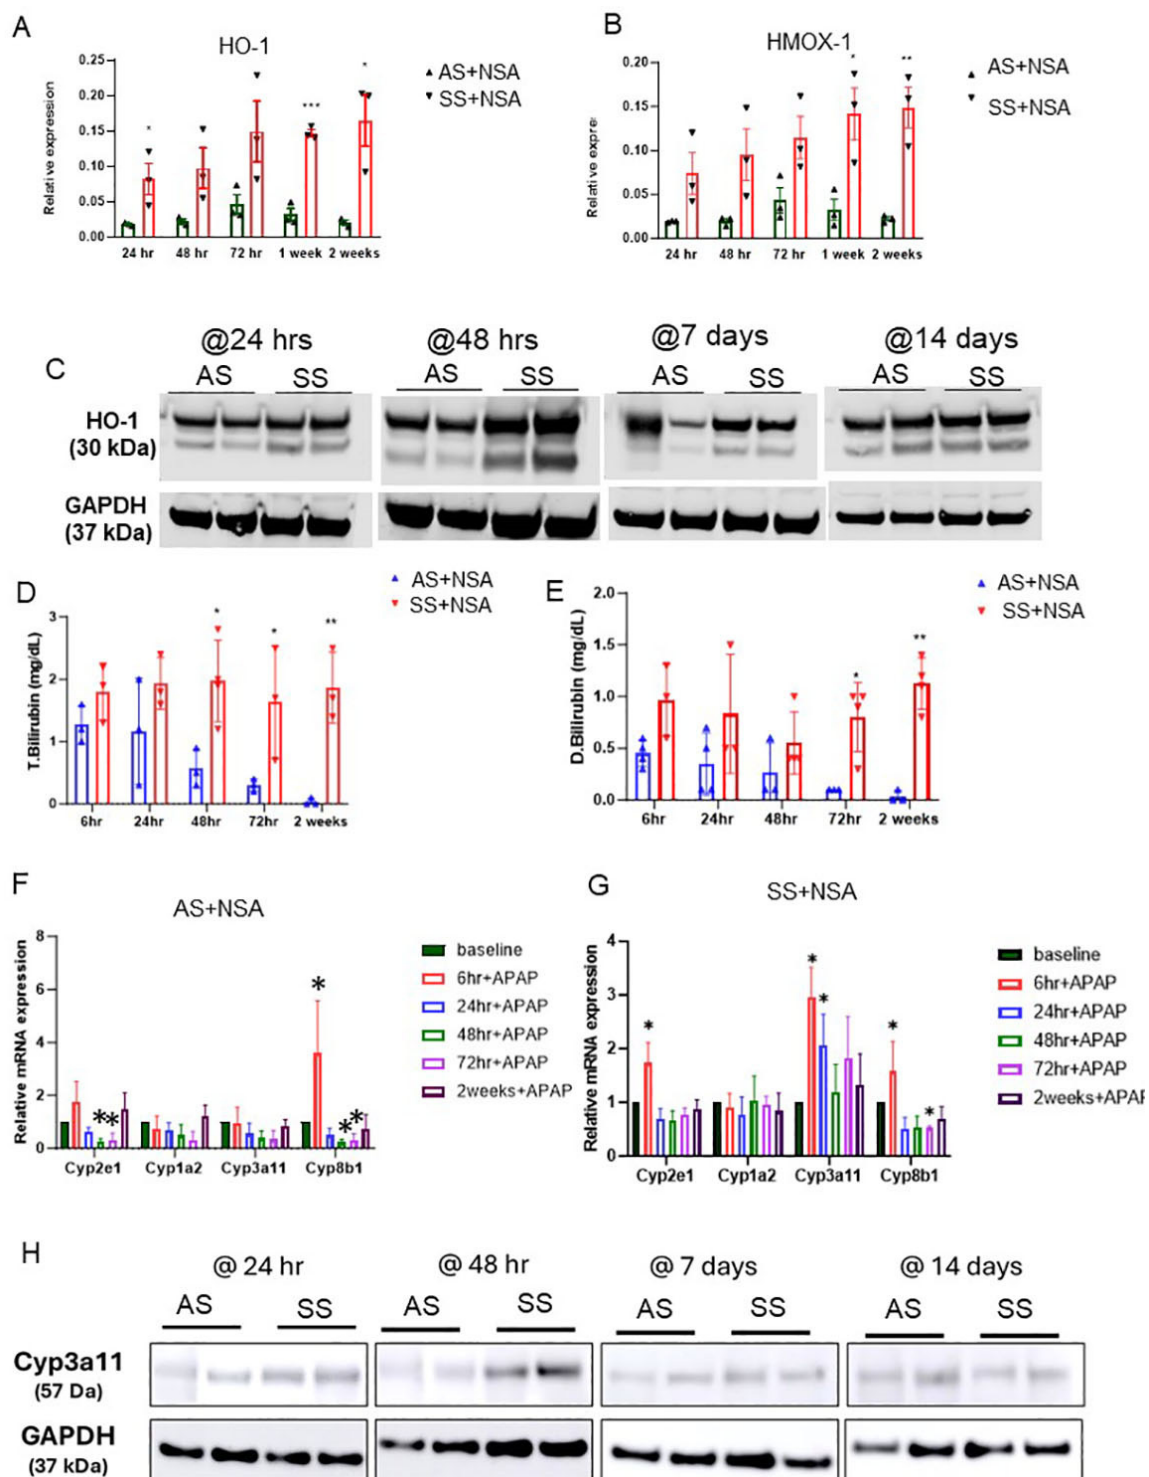 A
HO-1
Relative expression
0.25
0.20
0.15
0.10
0.05
0.00
* *** *
AS+NSA
SS+NSA
24 hr 48 hr 72 hr 1 week 2 weeks
B
HMOX-1
Relative expre
0.20
0.15
0.10
0.05
0.00
* **
AS+NSA
SS+NSA
24 hr 48 hr 72 hr 1 week 2 weeks
C
@24 hrs @48 hrs @7 days @14 days
AS SS AS SS AS SS AS SS
HO-1
(30 kDa)
GAPDH
(37 kDa)
D
T.Bilirubin (mg/dL)
3
2
1
0
* * **
AS+NSA
SS+NSA
6hr 24hr 48hr 72hr 2 weeks
E
D.Bilirubin (mg/dL)
2.0
1.5
1.0
0.5
0.0
* **
AS+NSA
SS+NSA
6hr 24hr 48hr 72hr 2 weeks
F
AS+NSA
Relative mRNA expression
8
6
4
2
0
* * * * *
Cyp2e1 Cyp1a2 Cyp3a11 Cyp8b1
baseline
6hr+APAP
24hr+APAP
48hr+APAP
72hr+APAP
2weeks+APAP
G
SS+NSA
Relative mRNA expression
4
3
2
1
0
* * * * *
Cyp2e1 Cyp1a2 Cyp3a11 Cyp8b1
baseline
6hr+APAP
24hr+APAP
48hr+APAP
72hr+APAP
2weeks+APAF
H
@ 24 hr @ 48 hr @ 7 days @ 14 days
AS SS AS SS AS SS AS SS
Cyp3a11
(57 Da)
GAPDH
(37 kDa)